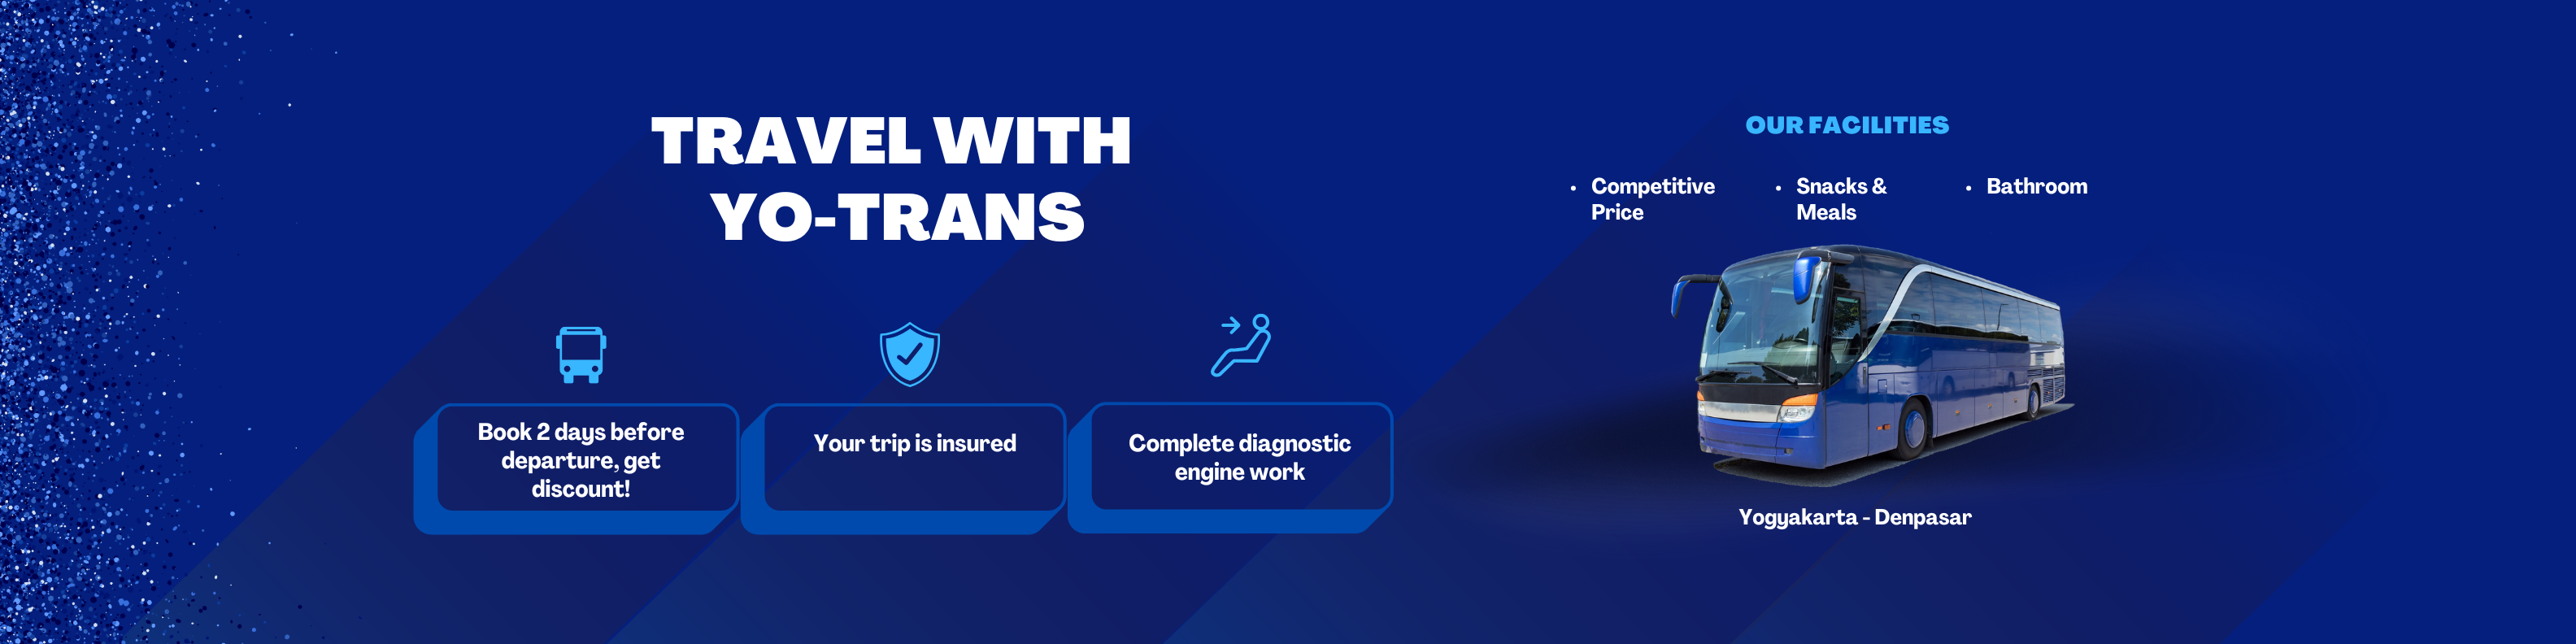 TRAVEL WITH
YO-TRANS
Book 2 days before
departure, get
discount!
Your trip is insured
Complete diagnostic
engine work
OUR FACILITIES
• Competitive
Price
• Snacks &
Meals
• Bathroom
Yogyakarta - Denpasar